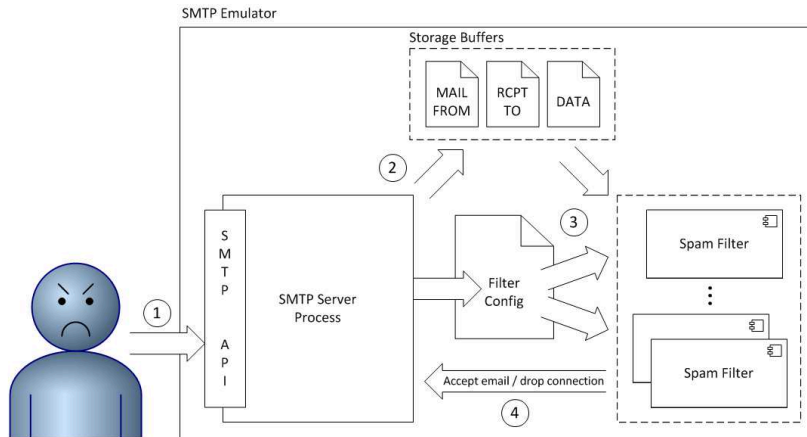 SMTP Emulator
Storage Buffers
MAIL
FROM
RCPT
TO
DATA
2
3
S
M
T
P
A
P
I
SMTP Server
Process
Filter
Config
Spam Filter
...
1
Accept email / drop connection
Spam Filter
4